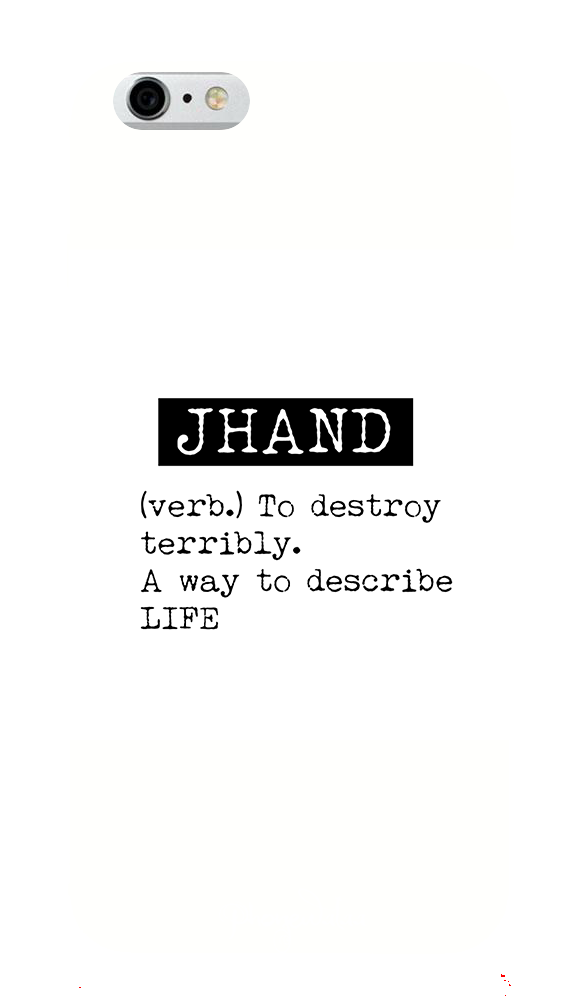 JHAND
(verb.) To destroy
terribly.
A way to describe
LIFE